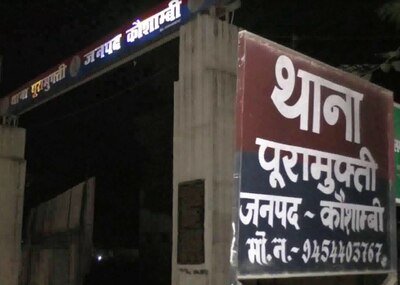 थाना पूरामुफ्ती जनपद कौशाम्बी
थाना
पूरामुफ्ती
जनपद - कौशाम्बी
मो.न.-9454403767